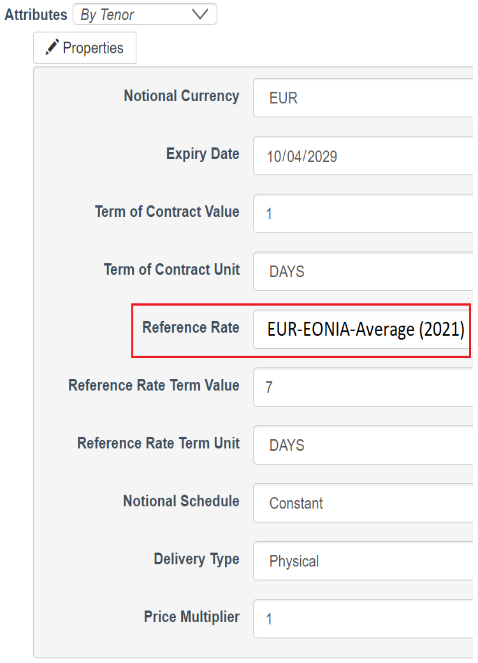 Attributes By Tenor
Properties
Notional Currency EUR
Expiry Date 10/04/2029
Term of Contract Value 1
Term of Contract Unit DAYS
Reference Rate EUR-EONIA-Average (2021)
Reference Rate Term Value 7
Reference Rate Term Unit DAYS
Notional Schedule Constant
Delivery Type Physical
Price Multiplier 1